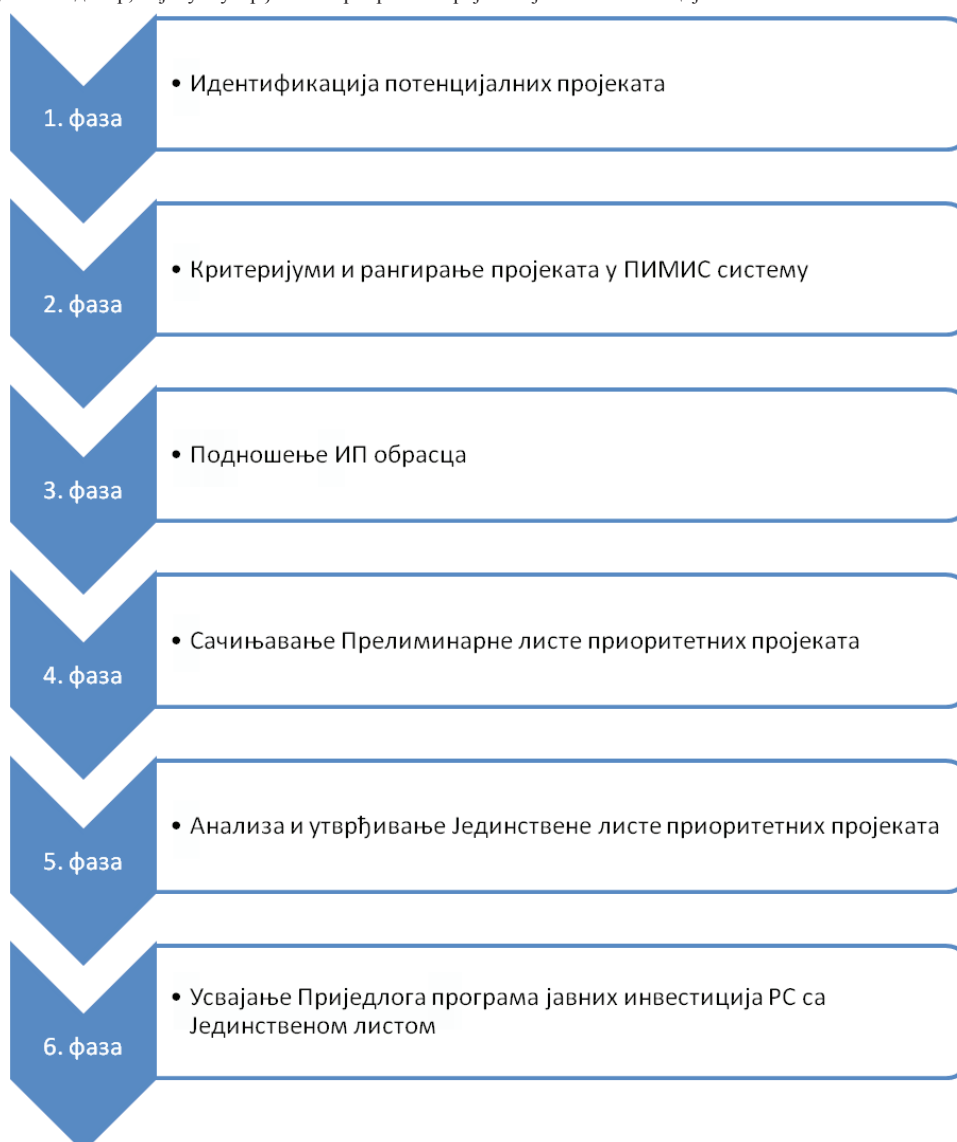 1. фаза
• Идентификација потенцијалних пројеката
2. фаза
• Критеријуми и рангирање пројеката у ПИМИС систему
3. фаза
• Подношење ИП обрасца
4. фаза
• Сачињавање Прелиминарне листе приоритетних пројеката
5. фаза
• Анализа и утврђивање Јединствене листе приоритетних пројеката
6. фаза
• Усвајање Приједлога програма јавних инвестиција РС са
Јединственом листом